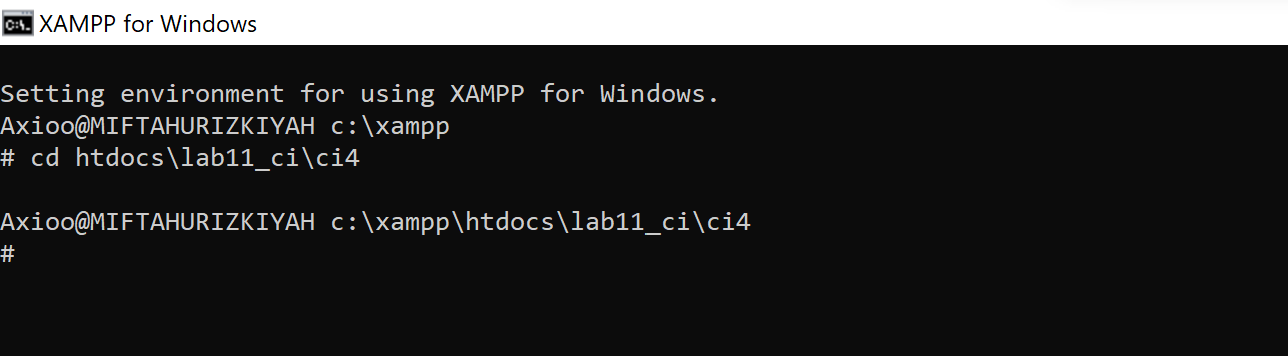 XAMPP for Windows
Setting environment for using XAMPP for Windows.
Axioo@MIFTAHURIZKIYAH c:\xampp
# cd htdocs\lab11_ci\ci4
Axioo@MIFTAHURIZKIYAH c:\xampp\htdocs\lab11_ci\ci4
#